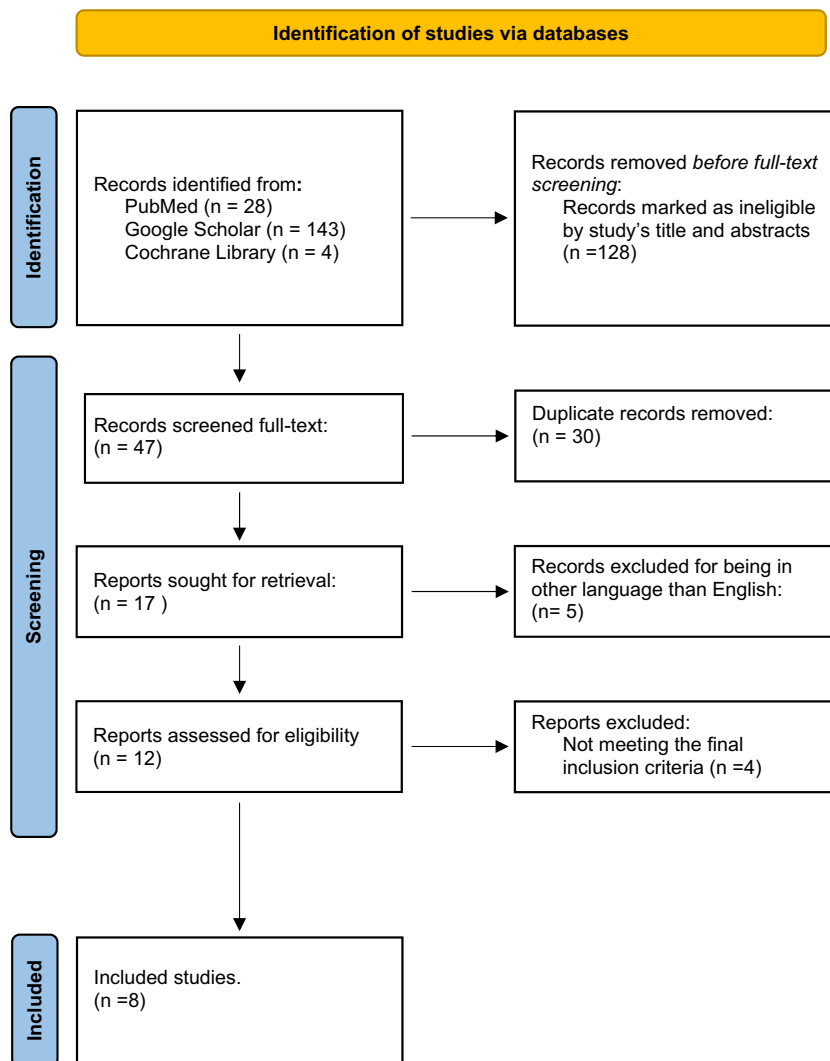 Identification of studies via databases
Identification
Records identified from:
PubMed (n = 28)
Google Scholar (n = 143)
Cochrane Library (n = 4)
Records removed before full-text
screening:
Records marked as ineligible
by study’s title and abstracts
(n =128)
Screening
Records screened full-text:
(n = 47)
Duplicate records removed:
(n = 30)
Reports sought for retrieval:
(n = 17 )
Records excluded for being in
other language than English:
(n= 5)
Reports assessed for eligibility
(n = 12)
Reports excluded:
Not meeting the final
inclusion criteria (n =4)
Included
Included studies.
(n =8)